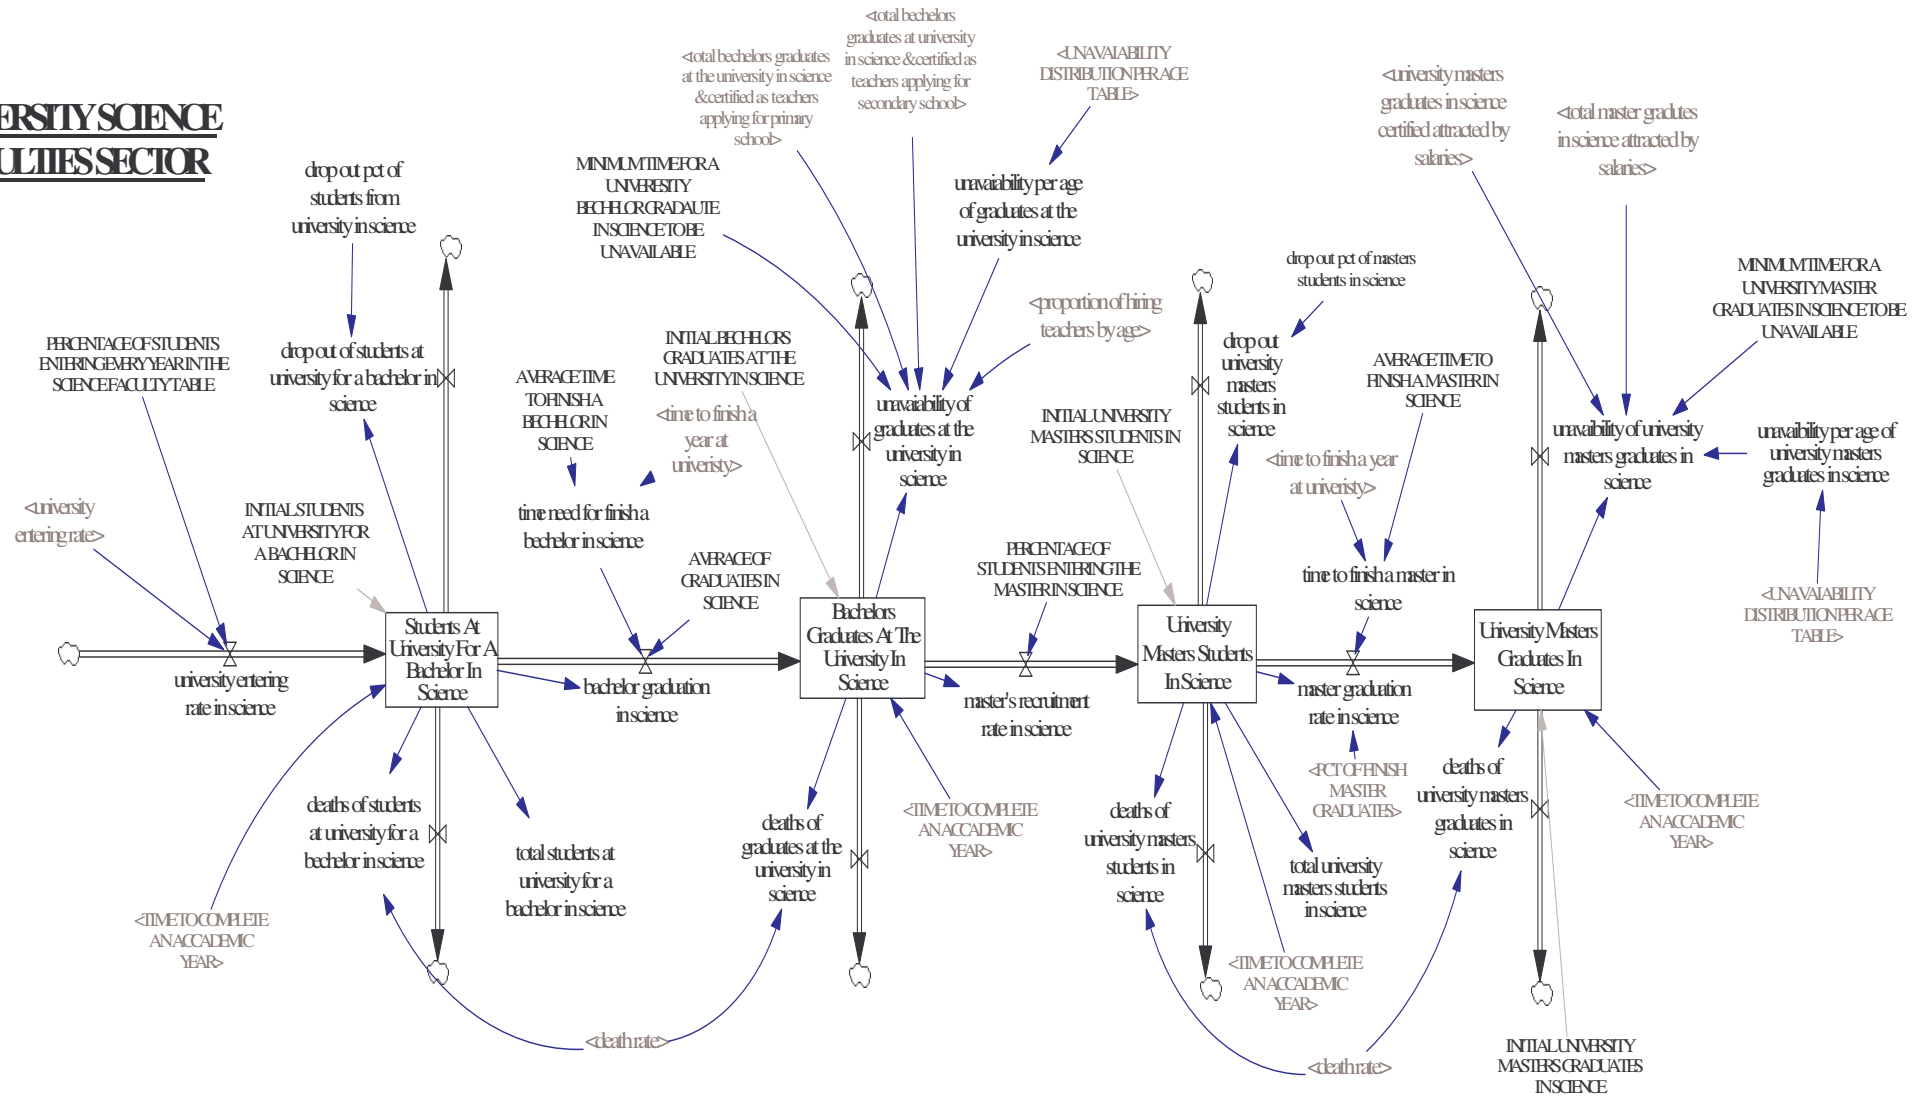 ERSITY SCIENCE
ULTIES SECTOR
<total bechelors graduates
at the university in science
& certified as teachers
applying for primary
school>
<total bechelors
graduates at university
in science & certified as
teachers applying for
secondary school>
<UNAVAIABILITY
DISTRIBUTION PER AGE
TABLE>
<university masters
graduates in science
certified attracted by
salaries>
<total master gradutes
in science attracted by
salaries>
drop out pct of
students from
university in science
MINIMUM TIME FOR A
UNIVERESITY
BECHELOR GRADAUTE
IN SCIENCE TO BE
UNAVAILABLE
unavaiability per age
of graduates at the
university in science
drop out pct of masters
students in science
MINIMUM TIME FOR A
UNIVERSITY MASTER
GRADUATES IN SCIENCE TO BE
UNAVAILABLE
<proportion of hiring
teachers by age>
PERCENTAGE OF STUDENTS
ENTERING EVERY YEAR IN THE
SCIENCE FACULTY TABLE
drop out of students at
university for a bachelor in
science
AVERAGE TIME
TO FINISH A
BECHELOR IN
SCIENCE
INITIAL BECHELORS
GRADUATES AT THE
UNIVERSITY IN SCIENCE
<time to finish a
year at
univeristy>
unavaiability of
graduates at the
university in
science
drop out
university
masters
students in
science
AVERAGE TIME TO
FINISH A MASTER IN
SCIENCE
INITIAL UNIVERSITY
MASTERS STUDENTS IN
SCIENCE
<time to finish a year
at univeristy>
unavaibility of university
masters graduates in
science
unavaibility per age of
university masters
graduates in science
<university
entering rate>
INITIAL STUDENTS
AT UNIVERSITY FOR
A BACHELOR IN
SCIENCE
time need for finish a
bechelor in science
AVERAGE OF
GRADUATES IN
SCIENCE
PERCENTAGE OF
STUDENTS ENTERING THE
MASTER IN SCIENCE
time to finish a master in
science
<UNAVAIABILITY
DISTRIBUTION PER AGE
TABLE>
Students At
University For A
Bachelor In
Science
Bachelors
Graduates At The
University In
Science
University
Masters Students
In Science
University Masters
Graduates In
Science
university entering
rate in science
bachelor graduation
in science
master's recruitment
rate in science
master graduation
rate in science
<PCT OF FINISH
MASTER
GRADUATES>
deaths of students
at university for a
bechelor in science
total students at
university for a
bachelor in science
deaths of
graduates at the
university in
science
<TIME TO COMPLETE
AN ACCADEMIC
YEAR>
deaths of
university masters
students in
science
total university
masters students
in science
deaths of
university masters
graduates in
science
<TIME TO COMPLETE
AN ACCADEMIC
YEAR>
<TIME TO COMPLETE
AN ACCADEMIC
YEAR>
<TIME TO COMPLETE
AN ACCADEMIC
YEAR>
<death rate>
<death rate>
INITIAL UNIVERSITY
MASTERS GRADUATES
IN SCIENCE